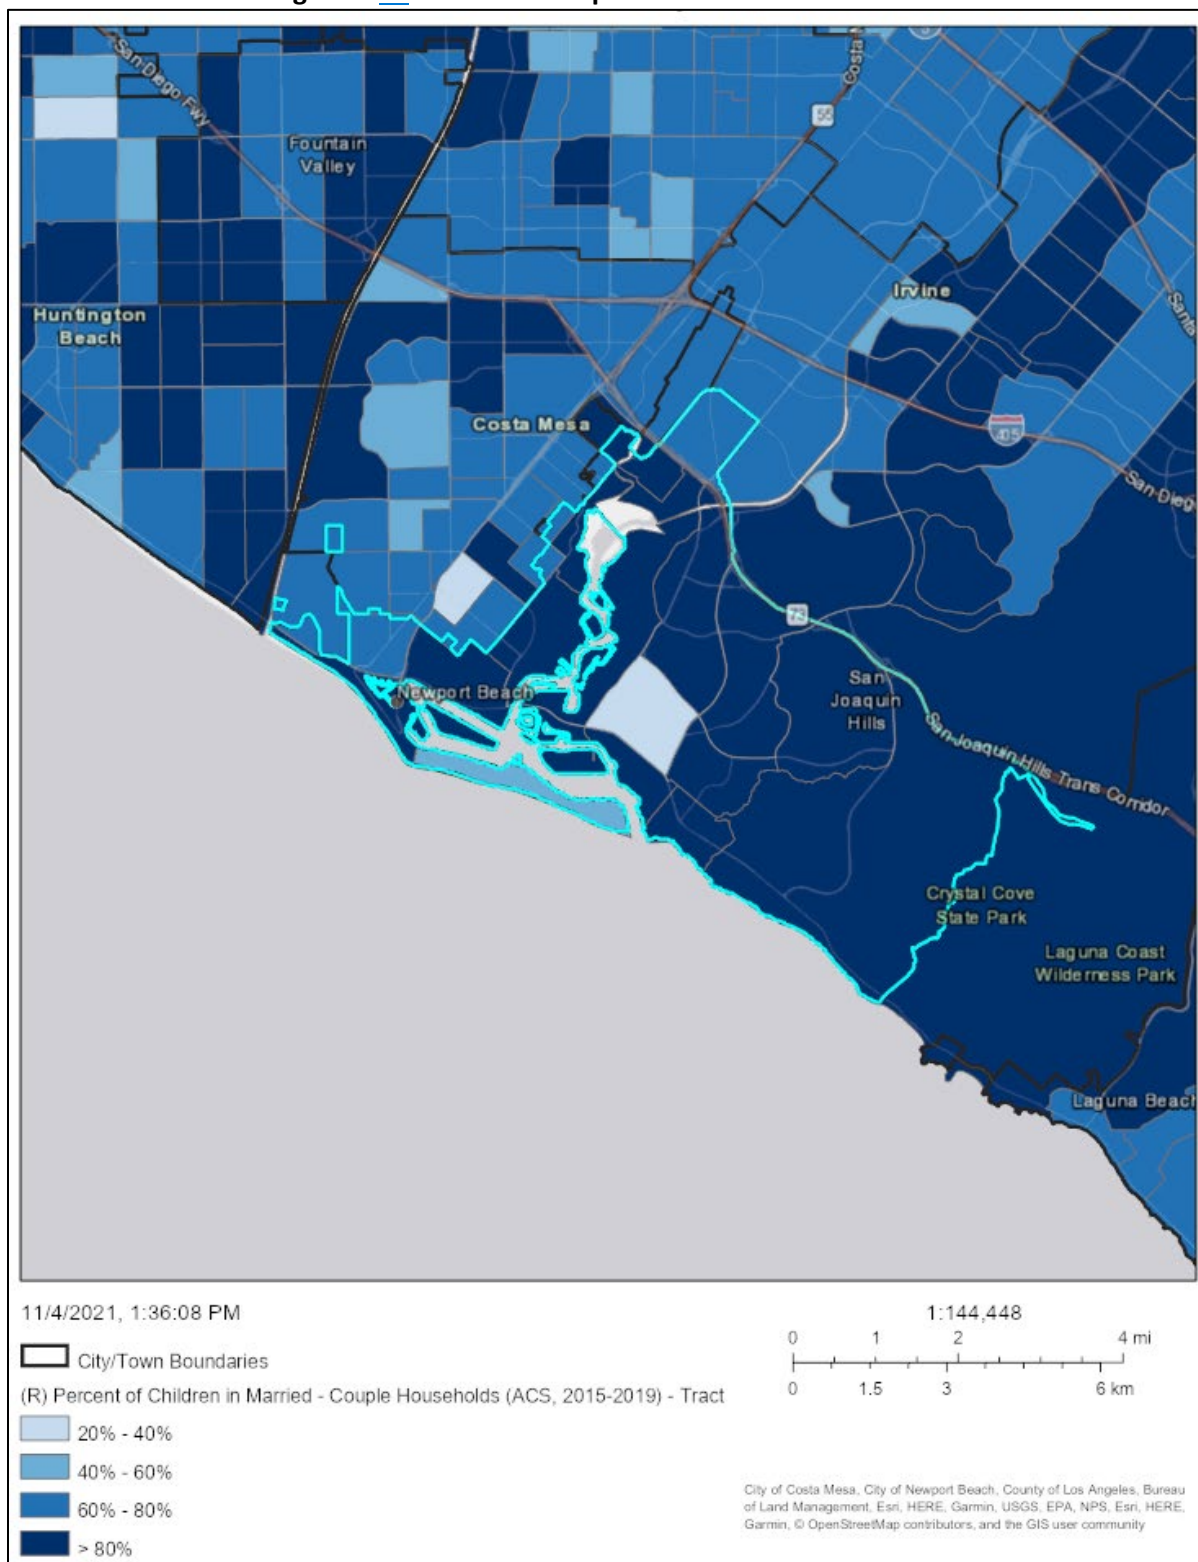 San Diego Fwy
Costa M
55
Fountain
Valley
Irvine
Santa
Huntington
Beach
Costa Mesa
405
San Dieg
73
San
Joaquin
Hills
Newport Beach
San Joaquin Hills Trans Corridor
Crystal Cove
State Park
Laguna Coast
Wilderness Park
Laguna Beach
11/4/2021, 1:36:08 PM
1:144,448
0 1 2 4 mi
0 1.5 3 6 km
City/Town Boundaries
(R) Percent of Children in Married - Couple Households (ACS, 2015-2019) - Tract
20% - 40%
40% - 60%
60% - 80%
> 80%
City of Costa Mesa, City of Newport Beach, County of Los Angeles, Bureau
of Land Management, Esri, HERE, Garmin, USGS, EPA, NPS, Esri, HERE,
Garmin, © OpenStreetMap contributors, and the GIS user community